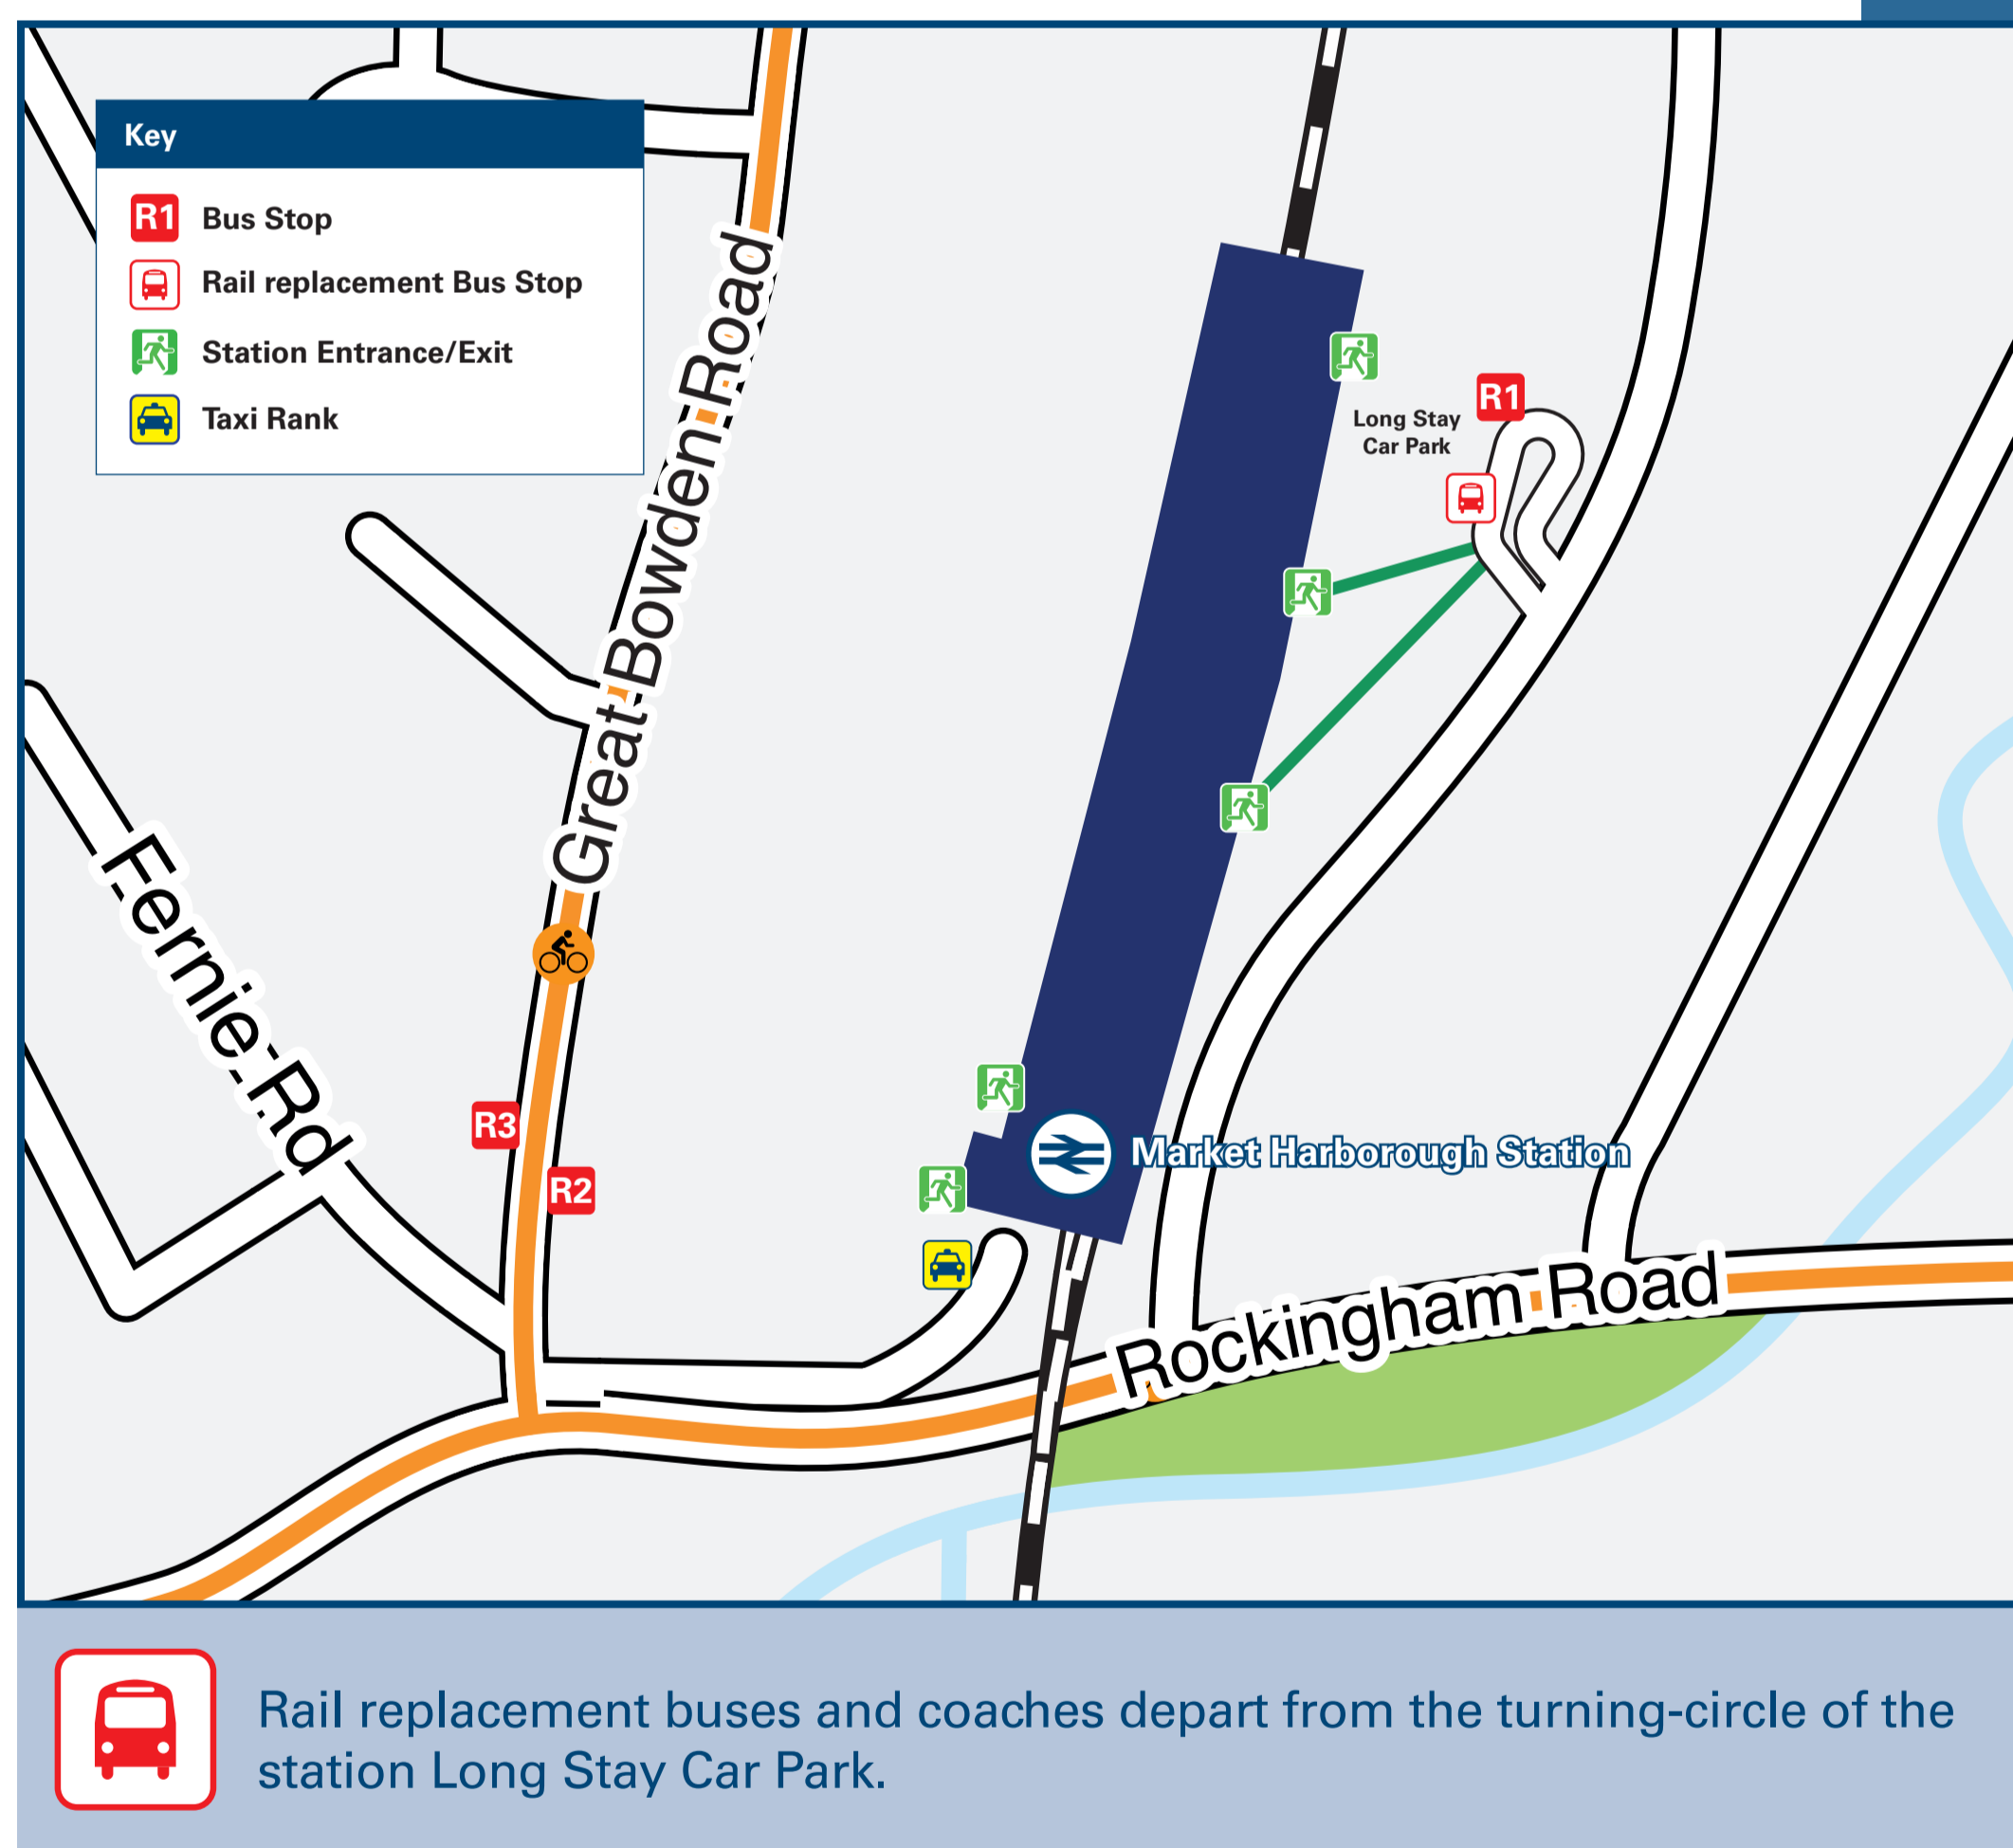 Key
R1 Bus Stop
Rail replacement Bus Stop
Station Entrance/Exit
Taxi Rank
Great Bowden Road
R1
Long Stay
Car Park
Fernie Rd
R3
R2
Market Harborough Station
Rockingham Road
Rail replacement buses and coaches depart from the turning-circle of the
station Long Stay Car Park.